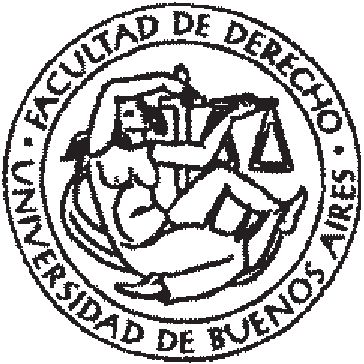 FACULTAD DE DERECHO
UNIVERSIDAD DE BUENOS AIRES